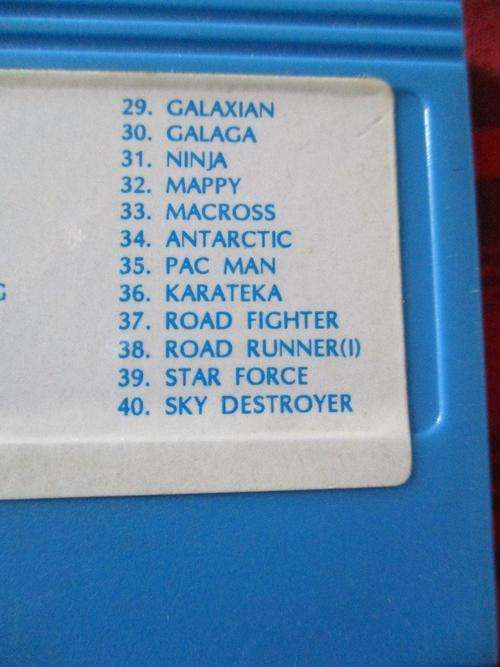 29. GALAXIAN
30. GALAGA
31. NINJA
32. MAPPY
33. MACROSS
34. ANTARCTIC
35. PAC MAN
G 36. KARATEKA
37. ROAD FIGHTER
38. ROAD RUNNER(I)
39. STAR FORCE
40. SKY DESTROYER